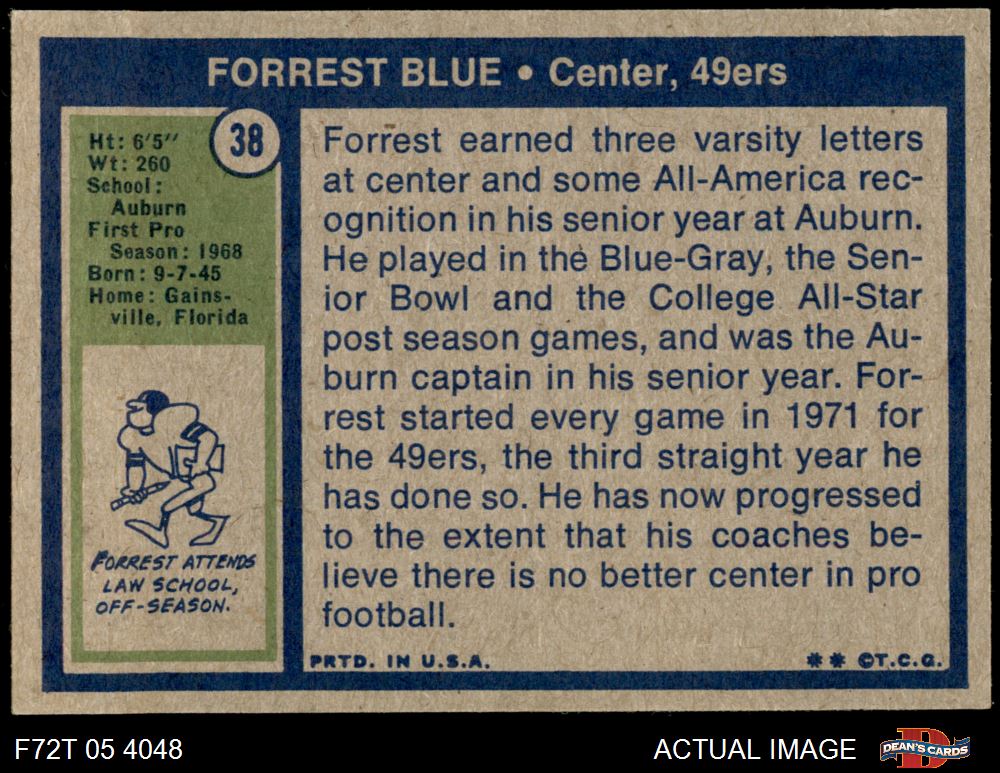 FORREST BLUE • Center, 49ers
38
Ht: 6'5''
Wt: 260
School:
Auburn
First Pro
Season: 1968
Born: 9-7-45
Home: Gains-
ville, Florida
FORREST ATTENDS
LAW SCHOOL,
OFF-SEASON.
Forrest earned three varsity letters
at center and some All-America rec-
ognition in his senior year at Auburn.
He played in the Blue-Gray, the Sen-
ior Bowl and the College All-Star
post season games, and was the Au-
burn captain in his senior year. For-
rest started every game in 1971 for
the 49ers, the third straight year he
has done so. He has now progressed
to the extent that his coaches be-
lieve there is no better center in pro
football.
PRTD. IN U.S.A.
** ©T.C.G.
F72T 05 4048
ACTUAL IMAGE
DEAN'S CARDS